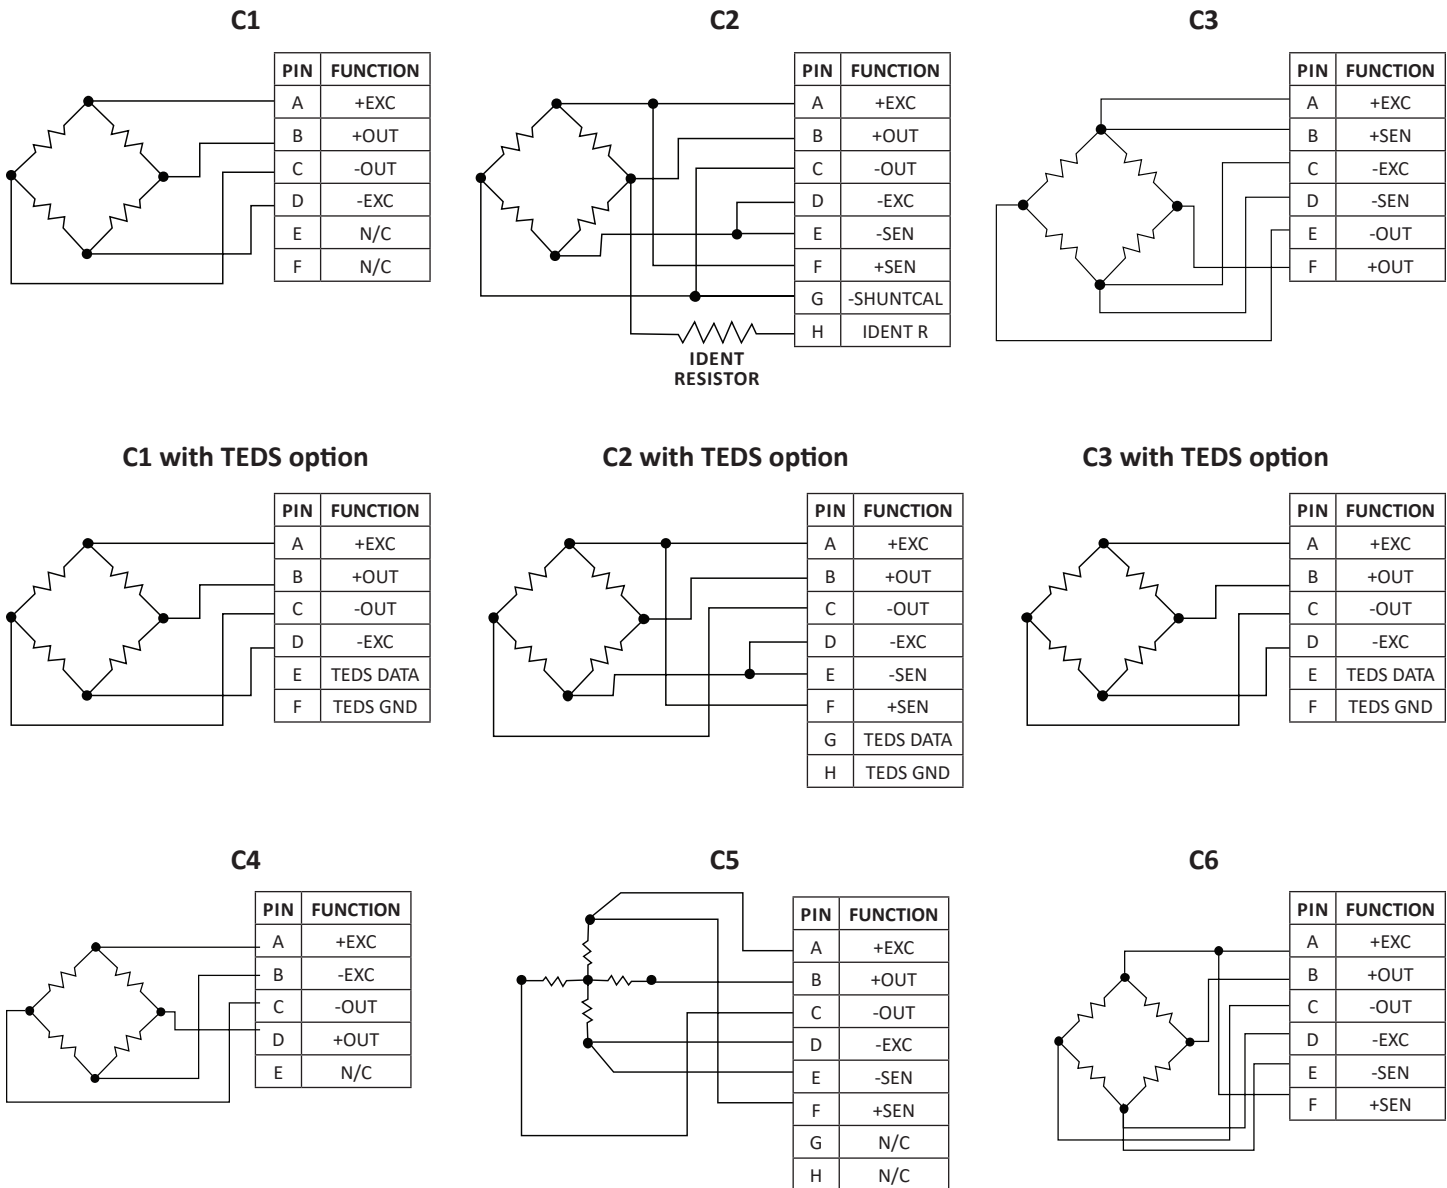 C1
PIN FUNCTION
A +EXC
B +OUT
C -OUT
D -EXC
E N/C
F N/C
C2
PIN FUNCTION
A +EXC
B +OUT
C -OUT
D -EXC
E -SEN
F +SEN
G -SHUNTCAL
H IDENT R
IDENT
RESISTOR
C3
PIN FUNCTION
A +EXC
B +SEN
C -EXC
D -SEN
E -OUT
F +OUT
C1 with TEDS option
PIN FUNCTION
A +EXC
B +OUT
C -OUT
D -EXC
E TEDS DATA
F TEDS GND
C2 with TEDS option
PIN FUNCTION
A +EXC
B +OUT
C -OUT
D -EXC
E -SEN
F +SEN
G TEDS DATA
H TEDS GND
C3 with TEDS option
PIN FUNCTION
A +EXC
B +OUT
C -OUT
D -EXC
E TEDS DATA
F TEDS GND
C4
PIN FUNCTION
A +EXC
B -EXC
C -OUT
D +OUT
E N/C
C5
PIN FUNCTION
A +EXC
B +OUT
C -OUT
D -EXC
E -SEN
F +SEN
G N/C
H N/C
C6
PIN FUNCTION
A +EXC
B +OUT
C -OUT
D -EXC
E -SEN
F +SEN